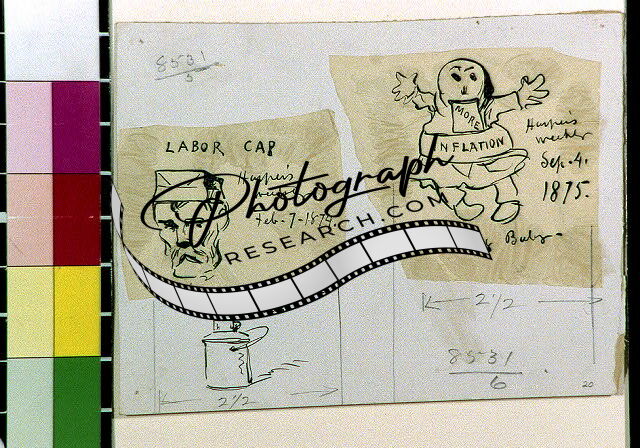 8531
5
LABOR CAP
Harper's
Feb-7-187
MORE
NFLATION
Harper's
weekly
Sep. 4.
1875.
Baby-
Photograph
RESEARCH.COM
2 1/2
2 1/2
8531
6
20